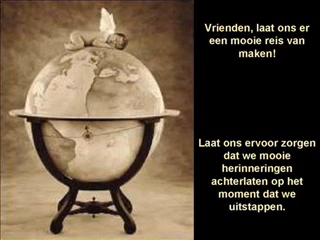 Vrienden, laat ons er
een mooie reis van
maken!
Laat ons ervoor zorgen
dat we mooie
herinneringen
achterlaten op het
moment dat we
uitstappen.